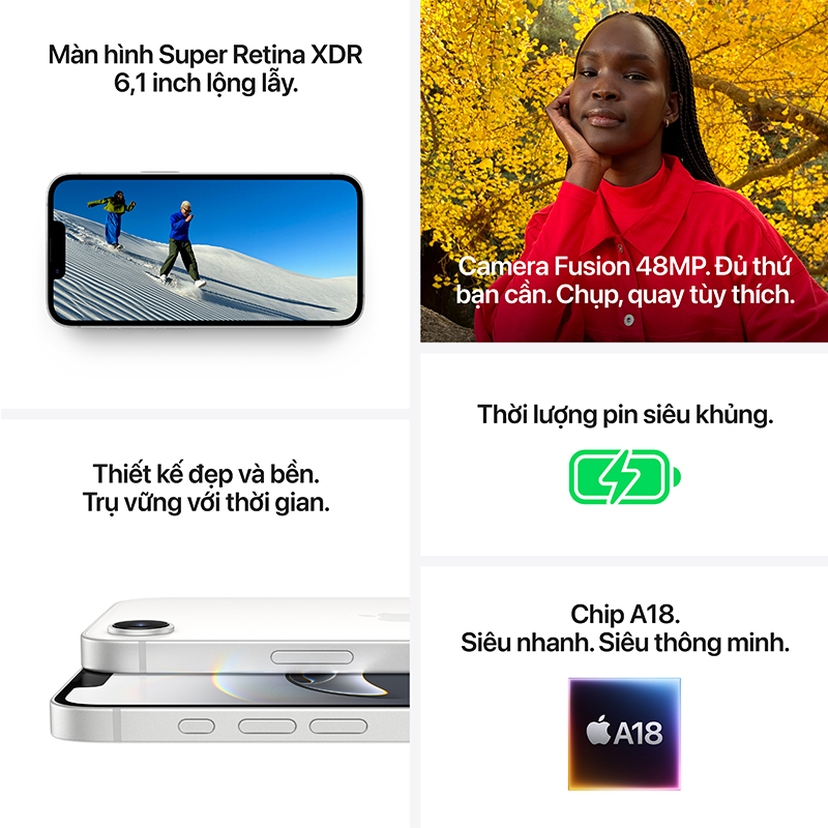 Màn hình Super Retina XDR
6,1 inch lộng lẫy.
Camera Fusion 48MP. Đủ thứ
bạn cần. Chụp, quay tùy thích.
Thiết kế đẹp và bền.
Trụ vững với thời gian.
Thời lượng pin siêu khủng.
Chip A18.
Siêu nhanh. Siêu thông minh.
A18